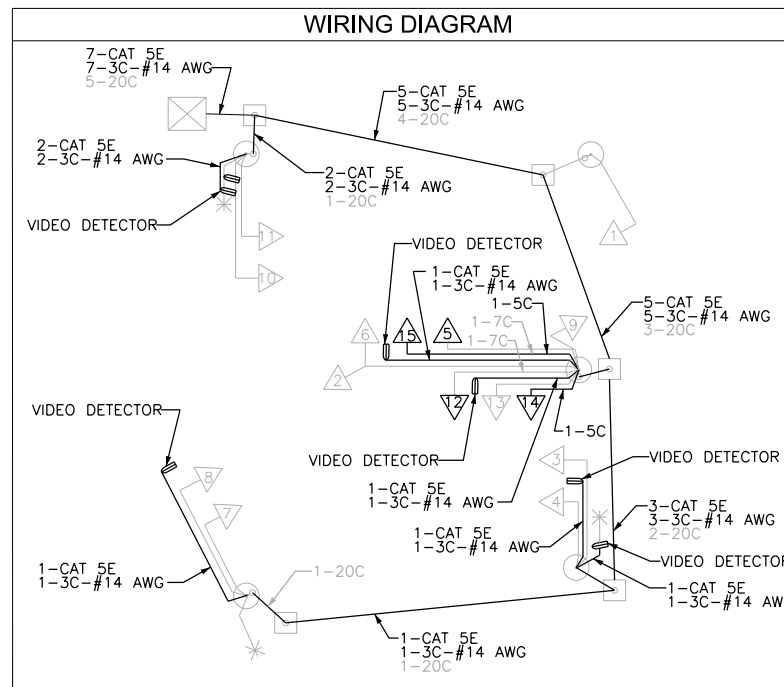 WIRING DIAGRAM
7-CAT 5E
7-3C-#14 AWG
5-20C
5-CAT 5E
5-3C-#14 AWG
4-20C
2-CAT 5E
2-3C-#14 AWG
2-CAT 5E
2-3C-#14 AWG
1-20C
VIDEO DETECTOR
11
10
1
VIDEO DETECTOR
1-CAT 5E
1-3C-#14 AWG
1-5C
5-CAT 5E
5-3C-#14 AWG
3-20C
6
15
5
1-7C
9
1-7C
2
12
13
14
1-5C
VIDEO DETECTOR
VIDEO DETECTOR
1-CAT 5E
1-3C-#14 AWG
3
4
VIDEO DETECTOR
8
7
3-CAT 5E
3-3C-#14 AWG
2-20C
1-CAT 5E
1-3C-#14 AWG
VIDEO DETECTOR
1-CAT 5E
1-3C-#14 AW
1-CAT 5E
1-3C-#14 AWG
1-20C
1-CAT 5E
1-3C-#14 AWG
1-20C